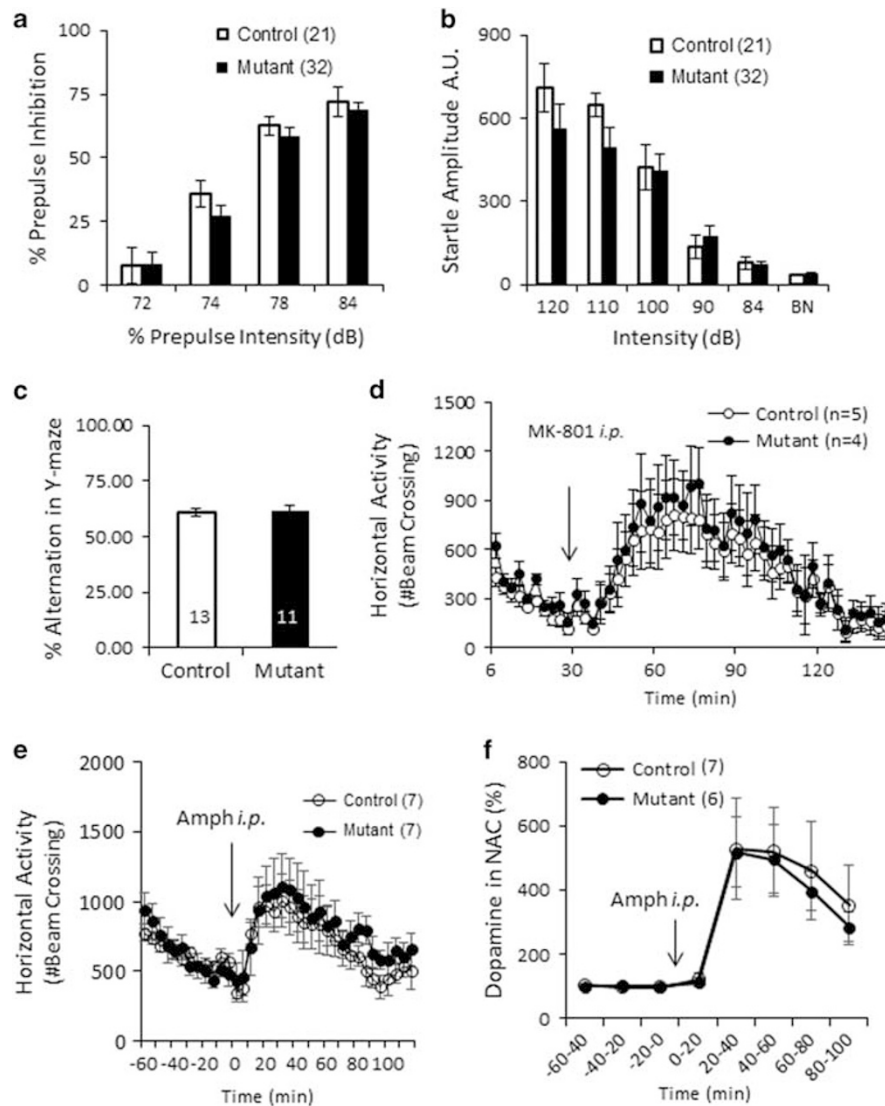 a
100
75
50
25
0
% Prepulse Inhibition
Control (21)
Mutant (32)
72 74 78 84
% Prepulse Intensity (dB)
b
900
600
300
0
Startle Amplitude A.U.
Control (21)
Mutant (32)
120 110 100 90 84 BN
Intensity (dB)
c
100.00
75.00
50.00
25.00
0.00
% Alternation in Y-maze
13 11
Control Mutant
d
1500
1200
900
600
300
0
Horizontal Activity
(#Beam Crossing)
MK-801 i.p.
Control (n=5)
Mutant (n=4)
6 30 60 90 120
Time (min)
e
2000
1500
1000
500
0
Horizontal Activity
(#Beam Crossing)
Amph i.p.
Control (7)
Mutant (7)
-60 -40 -20 0 20 40 60 80 100
Time (min)
f
800
600
400
200
0
Dopamine in NAC (%)
Control (7)
Mutant (6)
Amph i.p.
-60-40 -40-20 -20-0 0-20 20-40 40-60 60-80 80-100
Time (min)